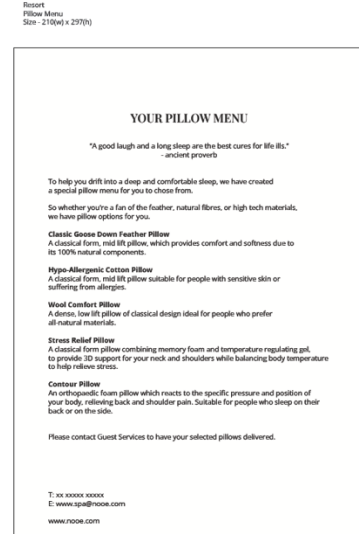 Resort
Pillow Menu
Size - 210(w) x 297(h)
YOUR PILLOW MENU
"A good laugh and a long sleep are the best cures for life ills."
- ancient proverb
To help you drift into a deep and comfortable sleep, we have created
a special pillow menu for you to chose from.
So whether you're a fan of the feather, natural fibres, or high tech materials,
we have pillow options for you.
Classic Goose Down Feather Pillow
A classical form, mid lift pillow, which provides comfort and softness due to
its 100% natural components.
Hypo-Allergenic Cotton Pillow
A classical form, mid lift pillow suitable for people with sensitive skin or
suffering from allergies.
Wool Comfort Pillow
A dense, low lift pillow of classical design ideal for people who prefer
all-natural materials.
Stress Relief Pillow
A classical form pillow combining memory foam and temperature regulating gel,
to provide 3D support for your neck and shoulders while balancing body temperature
to help relieve stress.
Contour Pillow
An orthopaedic foam pillow which reacts to the specific pressure and position of
your body, relieving back and shoulder pain. Suitable for people who sleep on their
back or on the side.
Please contact Guest Services to have your selected pillows delivered.
T: xx xxxxx xxxxx
E: www.spa@nooe.com
www.nooe.com